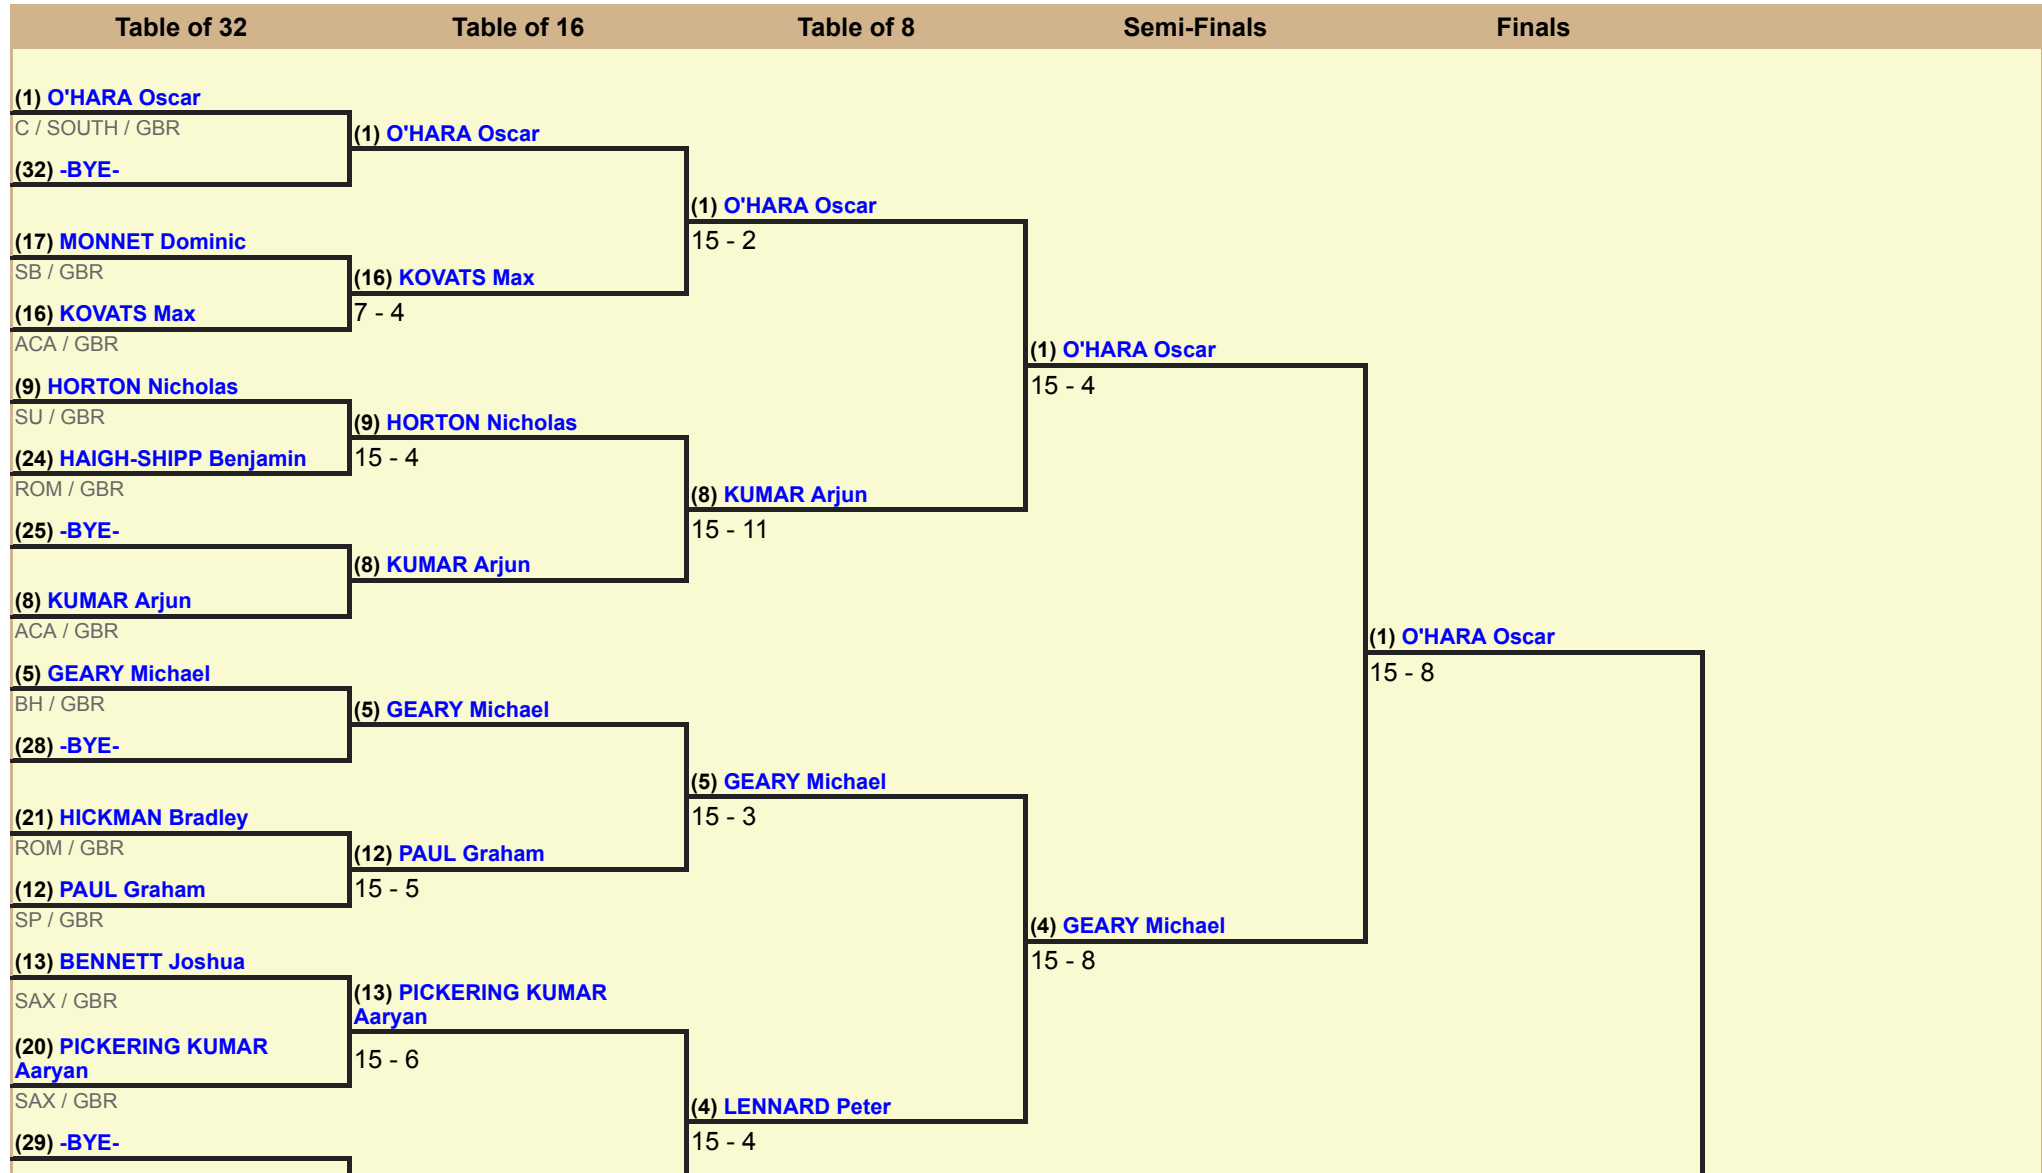 Table of 32
Table of 16
Table of 8
Semi-Finals
Finals
(1) O'HARA Oscar
C / SOUTH / GBR
(1) O'HARA Oscar
(32) -BYE-
(1) O'HARA Oscar
15 - 2
(17) MONNET Dominic
SB / GBR
(16) KOVATS Max
7 - 4
(16) KOVATS Max
ACA / GBR
(1) O'HARA Oscar
15 - 4
(9) HORTON Nicholas
SU / GBR
(9) HORTON Nicholas
15 - 4
(24) HAIGH-SHIPP Benjamin
ROM / GBR
(8) KUMAR Arjun
15 - 11
(25) -BYE-
(8) KUMAR Arjun
(8) KUMAR Arjun
ACA / GBR
(1) O'HARA Oscar
15 - 8
(5) GEARY Michael
BH / GBR
(5) GEARY Michael
(28) -BYE-
(5) GEARY Michael
15 - 3
(21) HICKMAN Bradley
ROM / GBR
(12) PAUL Graham
15 - 5
(12) PAUL Graham
SP / GBR
(4) GEARY Michael
15 - 8
(13) BENNETT Joshua
SAX / GBR
(13) PICKERING KUMAR
Aaryan
15 - 6
(20) PICKERING KUMAR
Aaryan
SAX / GBR
(4) LENNARD Peter
15 - 4
(29) -BYE-